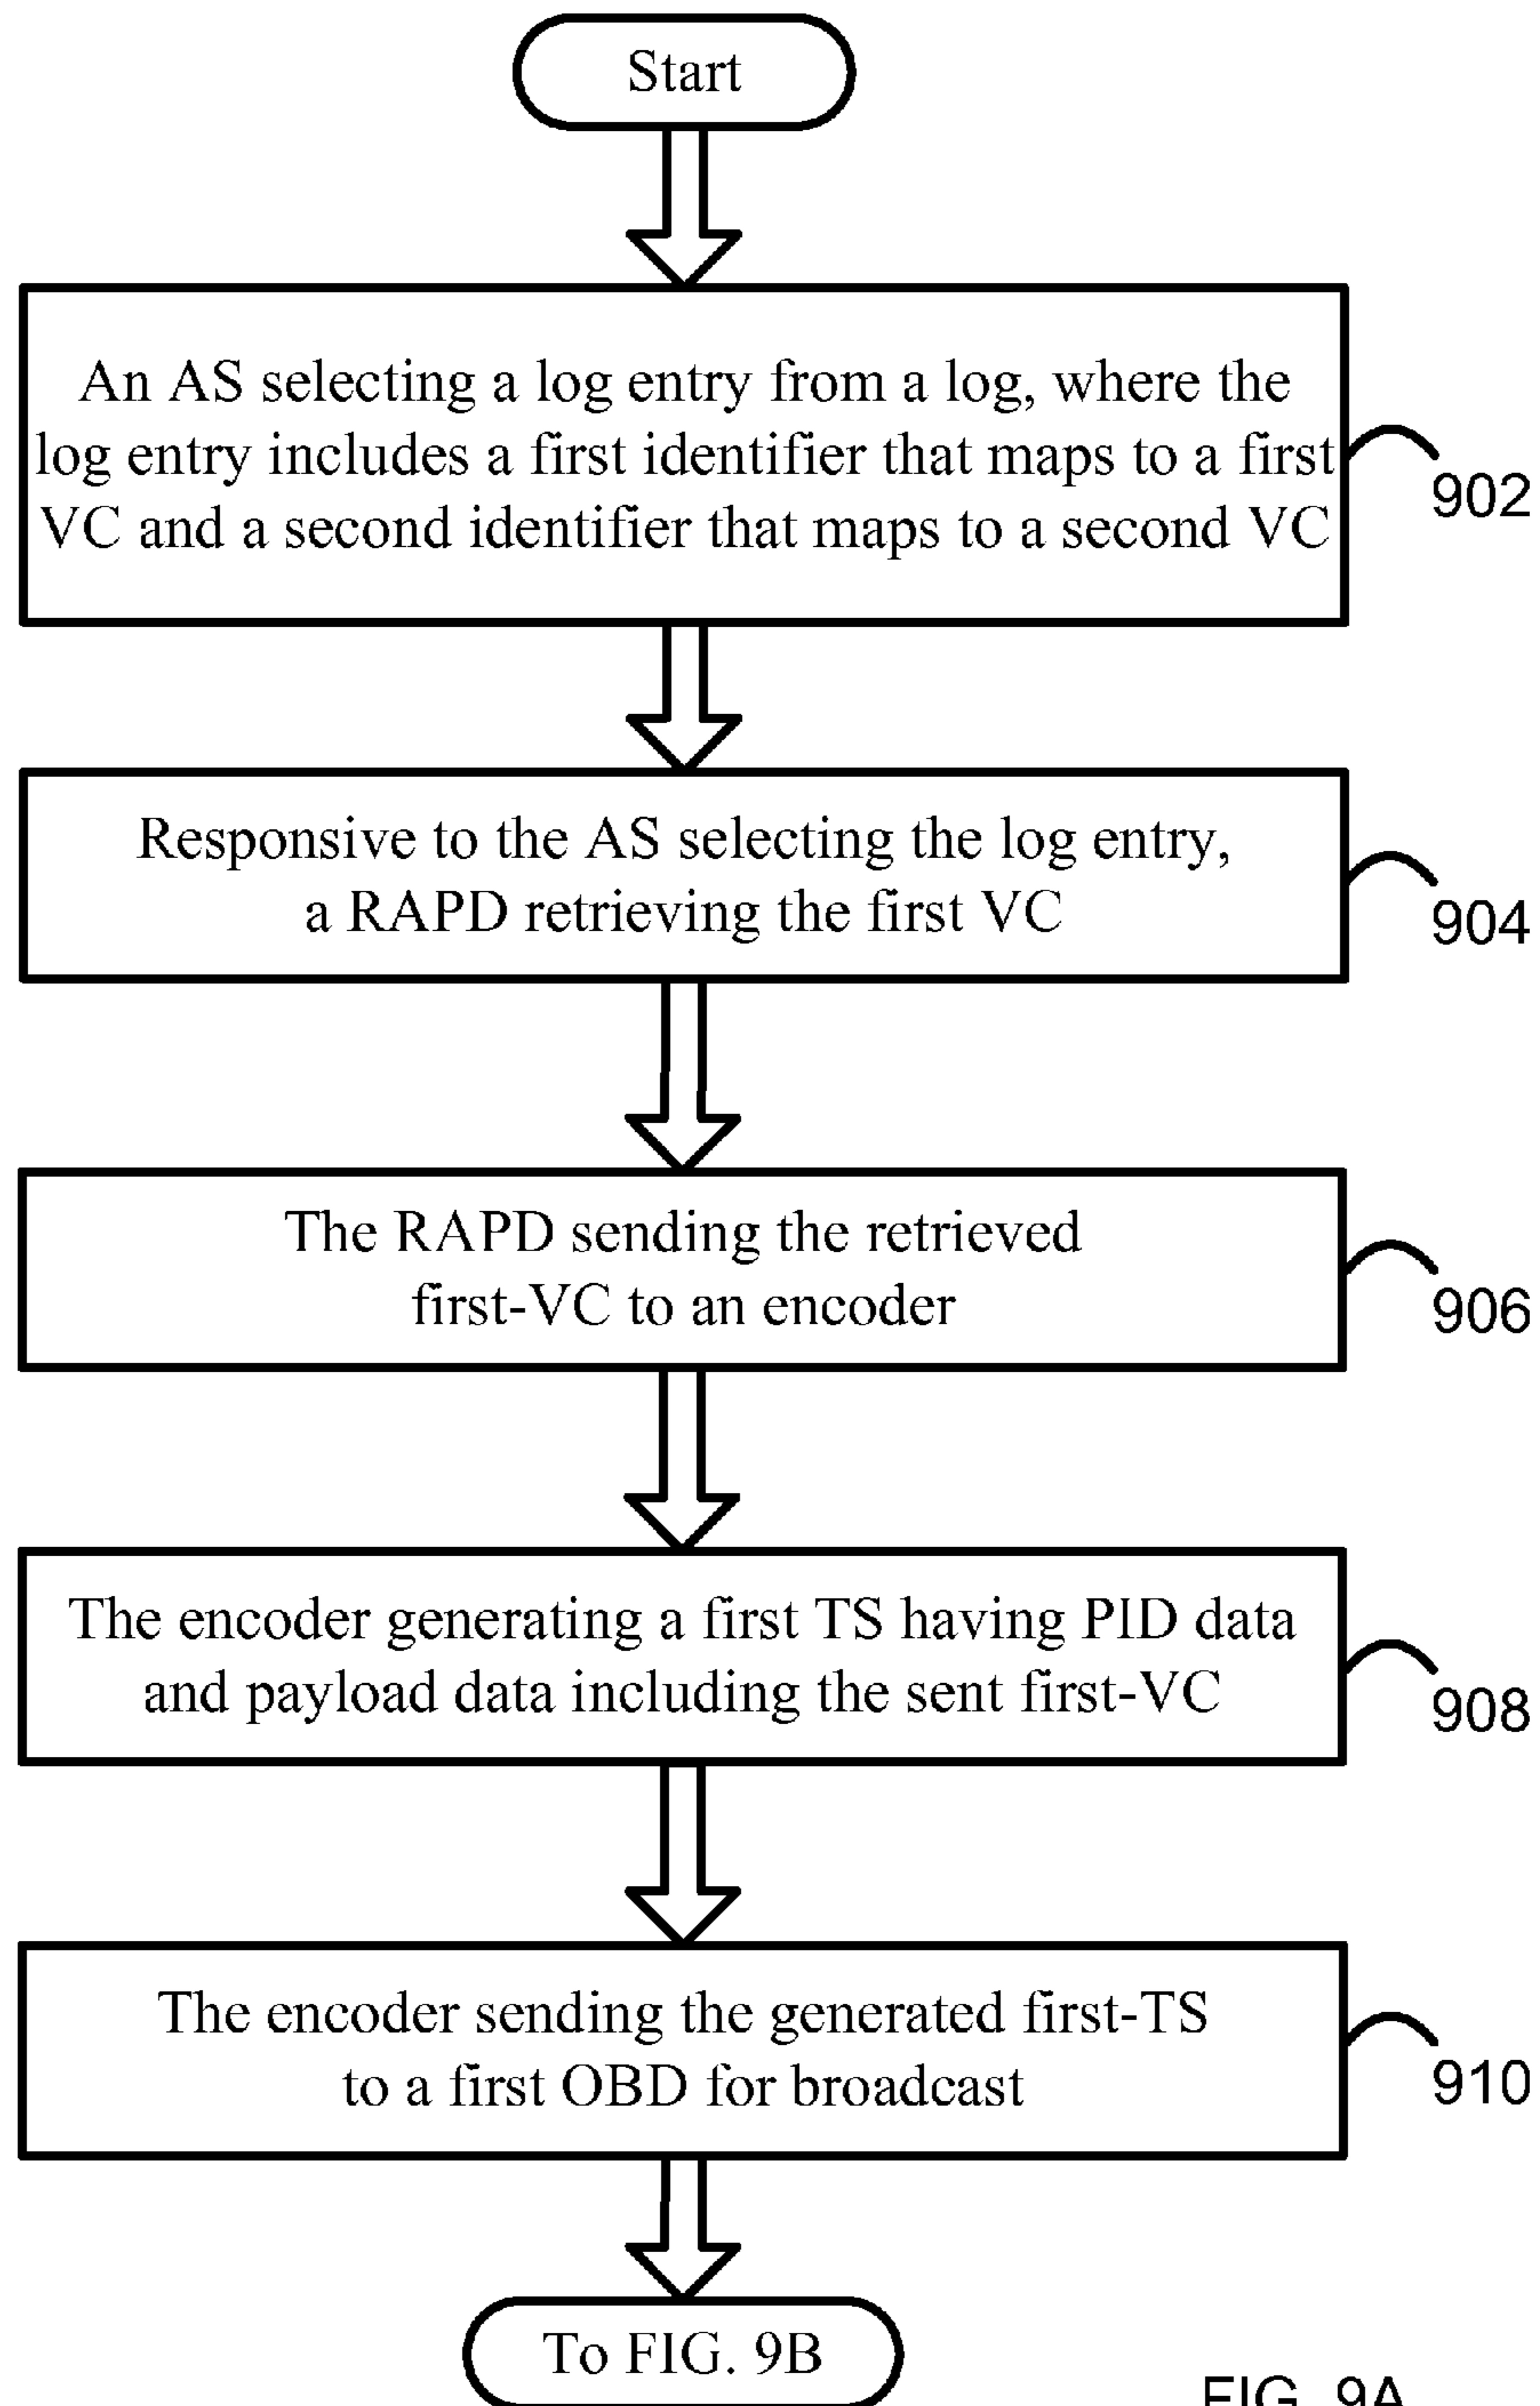 Start
An AS selecting a log entry from a log, where the
log entry includes a first identifier that maps to a first
VC and a second identifier that maps to a second VC
902
Responsive to the AS selecting the log entry,
a RAPD retrieving the first VC
904
The RAPD sending the retrieved
first-VC to an encoder
906
The encoder generating a first TS having PID data
and payload data including the sent first-VC
908
The encoder sending the generated first-TS
to a first OBD for broadcast
910
To FIG. 9B
FIG. 9A